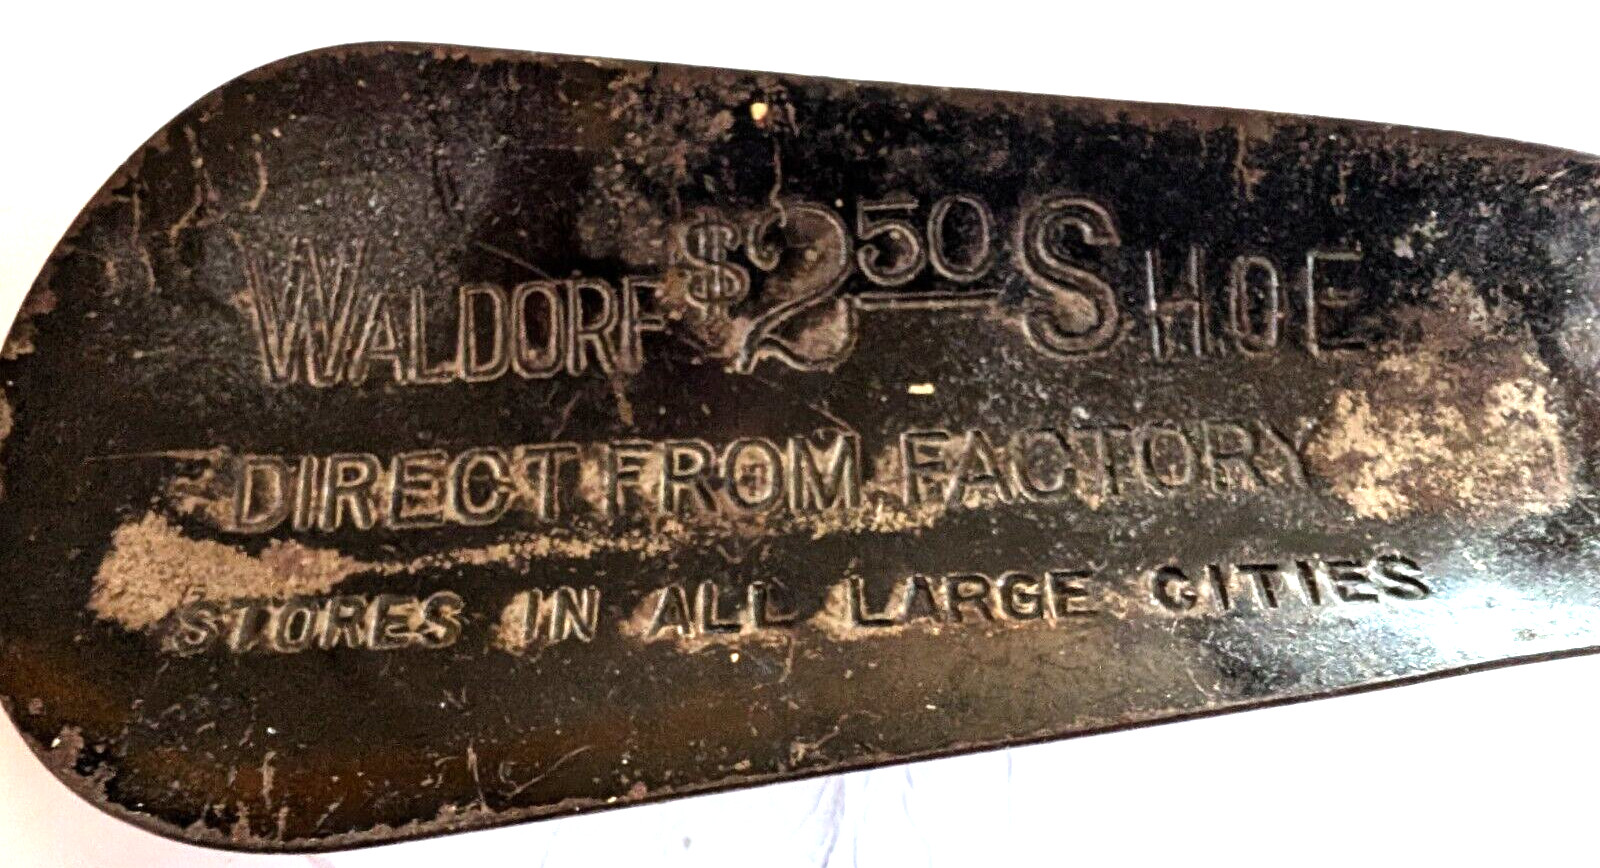 WALDORF $2.50 SHOE
DIRECT FROM FACTORY
STORES IN ALL LARGE CITIES